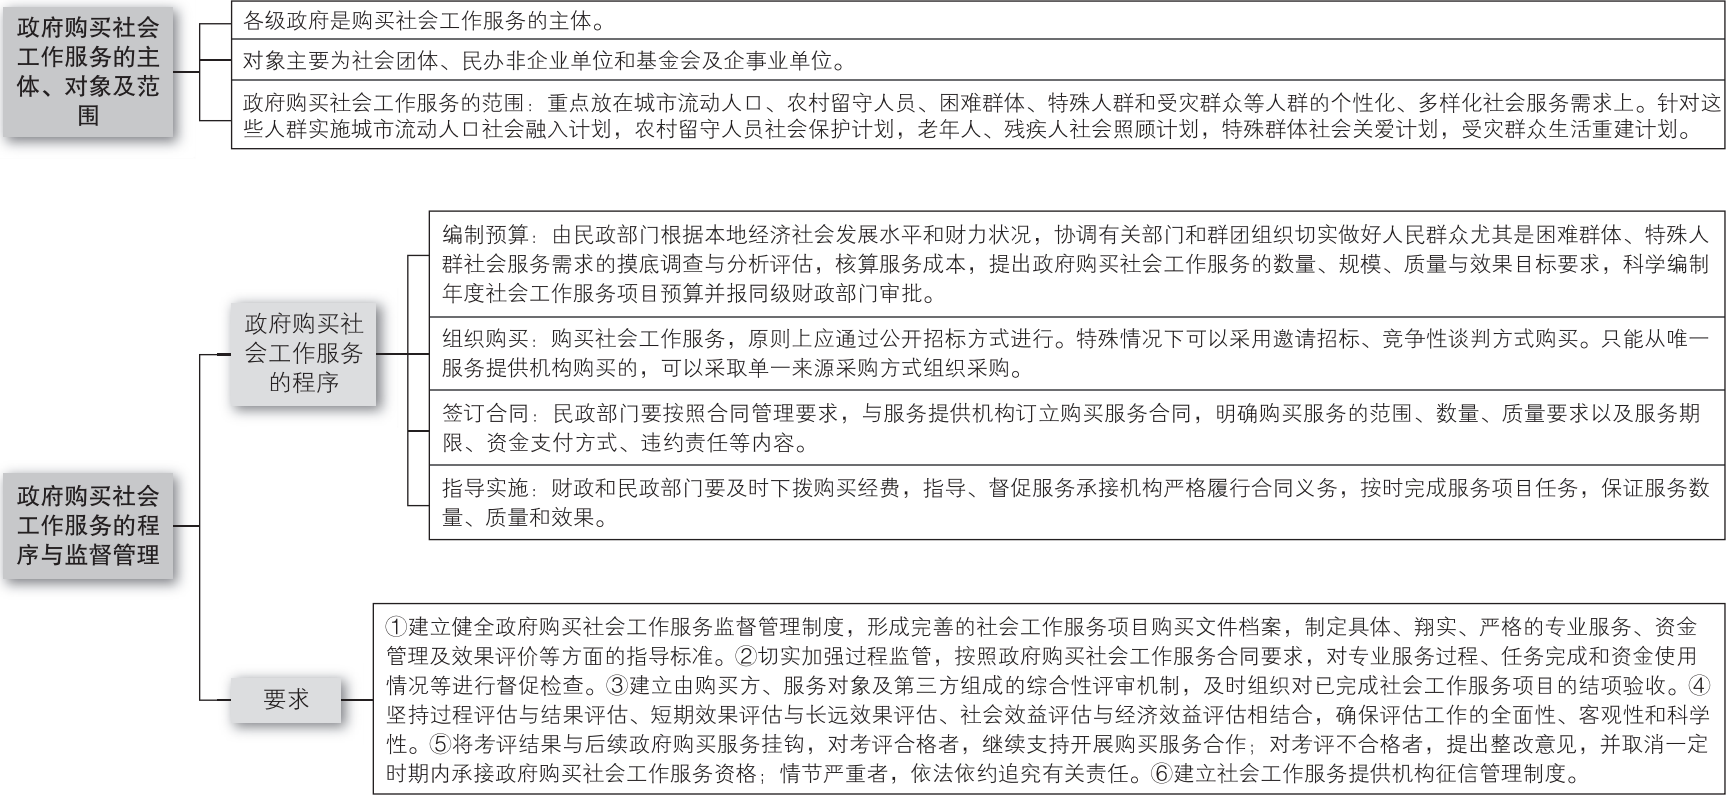 政府购买社会
工作服务的主
体、对象及范
围
各级政府是购买社会工作服务的主体。
对象主要为社会团体、民办非企业单位和基金会及企事业单位。
政府购买社会工作服务的范围：重点放在城市流动人口、农村留守人员、困难群体、特殊人群和受灾群众等人群的个性化、多样化社会服务需求上。针对这
些人群实施城市流动人口社会融入计划，农村留守人员社会保护计划，老年人、残疾人社会照顾计划，特殊群体社会关爱计划，受灾群众生活重建计划。
政府购买社会
工作服务的程
序与监督管理
政府购买社
会工作服务
的程序
编制预算：由民政部门根据本地经济社会发展水平和财力状况，协调有关部门和群团组织切实做好人民群众尤其是困难群体、特殊人
群社会服务需求的摸底调查与分析评估，核算服务成本，提出政府购买社会工作服务的数量、规模、质量与效果目标要求，科学编制
年度社会工作服务项目预算并报同级财政部门审批。
组织购买：购买社会工作服务，原则上应通过公开招标方式进行。特殊情况下可以采用邀请招标、竞争性谈判方式购买。只能从唯一
服务提供机构购买的，可以采取单一来源采购方式组织采购。
签订合同：民政部门要按照合同管理要求，与服务提供机构订立购买服务合同，明确购买服务的范围、数量、质量要求以及服务期
限、资金支付方式、违约责任等内容。
指导实施：财政和民政部门要及时下拨购买经费，指导、督促服务承接机构严格履行合同义务，按时完成服务项目任务，保证服务数
量、质量和效果。
要求
①建立健全政府购买社会工作服务监督管理制度，形成完善的社会工作服务项目购买文件档案，制定具体、翔实、严格的专业服务、资金
管理及效果评价等方面的指导标准。②切实加强过程监管，按照政府购买社会工作服务合同要求，对专业服务过程、任务完成和资金使用
情况等进行督促检查。③建立由购买方、服务对象及第三方组成的综合性评审机制，及时组织对已完成社会工作服务项目的结项验收。④
坚持过程评估与结果评估、短期效果评估与长远效果评估、社会效益评估与经济效益评估相结合，确保评估工作的全面性、客观性和科学
性。⑤将考评结果与后续政府购买服务挂钩，对考评合格者，继续支持开展购买服务合作；对考评不合格者，提出整改意见，并取消一定
时期内承接政府购买社会工作服务资格；情节严重者，依法依约追究有关责任。⑥建立社会工作服务提供机构征信管理制度。